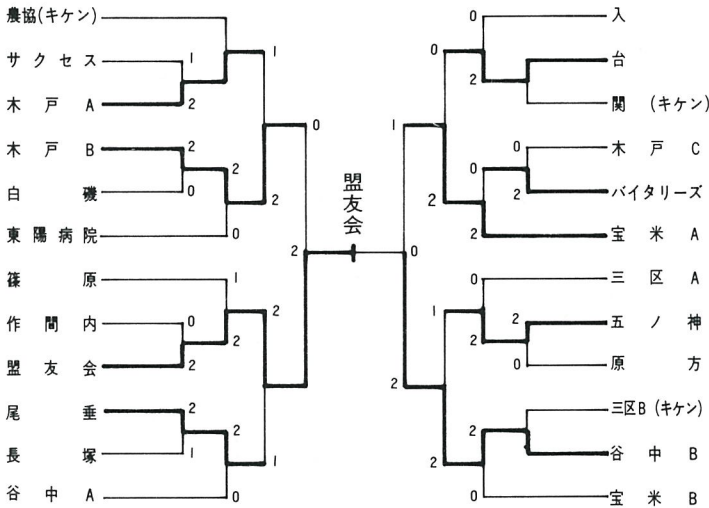 農協(キケン)
サクセス
木戸A
木戸B
白磯
東陽病院
篠原
作間内
盟友会
尾垂
長塚
谷中A
1
2
2
0
1
2
0
2
0
1
2
2
1
0
2
2
1
2
0
2
盟友会
0
1
2
0
2
1
2
0
2
0
2
0
2
2
0
0
2
2
0
入
台
関(キケン)
木戸C
バイタリーズ
宝米A
三区A
五ノ神
原方
三区B(キケン)
谷中B
宝米B